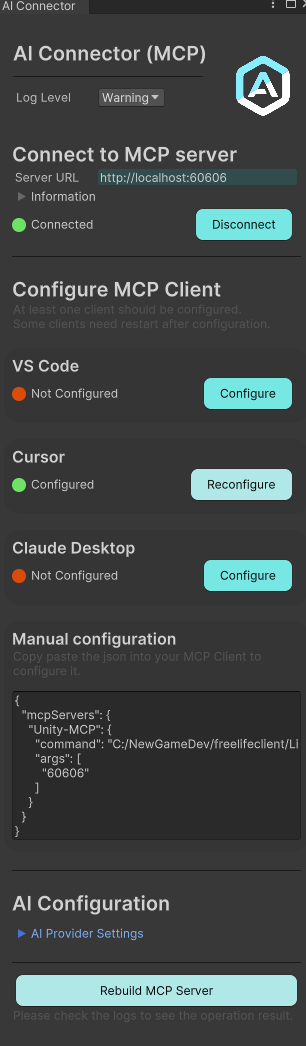 AI Connector
AI Connector (MCP)
Log Level Warning
Connect to MCP server
Server URL http://localhost:60606
Information
Connected Disconnect
Configure MCP Client
At least one client should be configured.
Some clients need restart after configuration.
VS Code
Not Configured Configure
Cursor
Configured Reconfigure
Claude Desktop
Not Configured Configure
Manual configuration
Copy paste the json into your MCP Client to
configure it.
{
"mcpServers": {
"Unity-MCP": {
"command": "C:/NewGameDev/freelifeclient/Li
"args": [
"60606"
]
}
}
}
AI Configuration
AI Provider Settings
Rebuild MCP Server
Please check the logs to see the operation result.